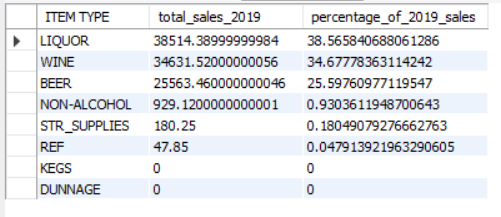 ITEM TYPE total_sales_2019 percentage_of_2019_sales
LIQUOR 38514.38999999984 38.565840688061286
WINE 34631.52000000056 34.67778363114242
BEER 25563.460000000046 25.59760977119547
NON-ALCOHOL 929.1200000000001 0.9303611948700643
STR_SUPPLIES 180.25 0.18049079276662763
REF 47.85 0.047913921963290605
KEGS 0 0
DUNNAGE 0 0